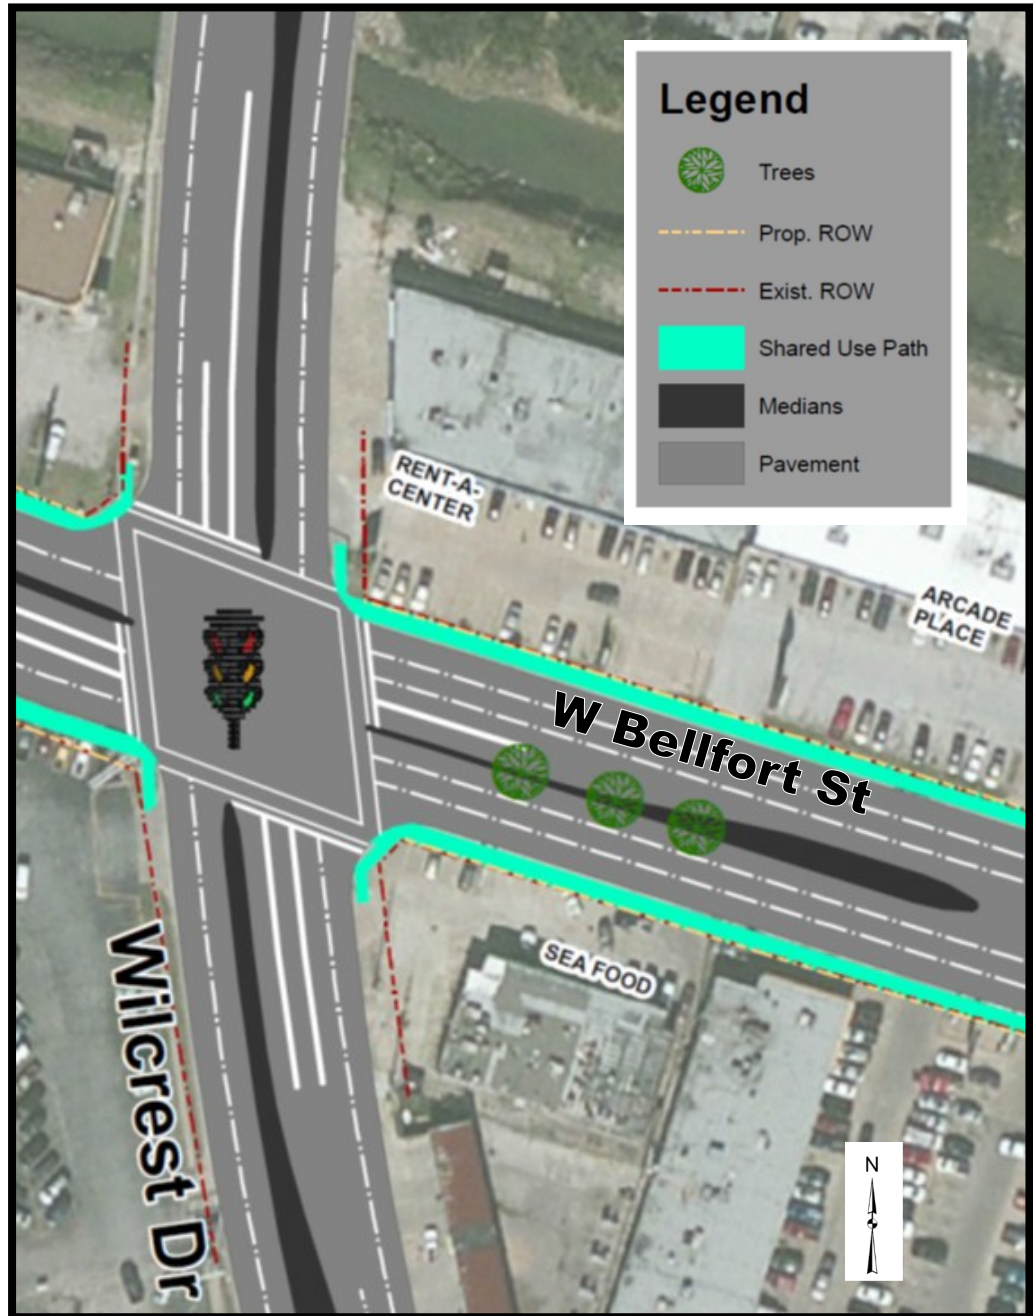 Legend
Trees
Prop. ROW
Exist. ROW
Shared Use Path
Medians
Pavement
RENT-A-
CENTER
ARCADE
PLACE
W Bellfort St
SEA FOOD
Wilcrest Dr
N